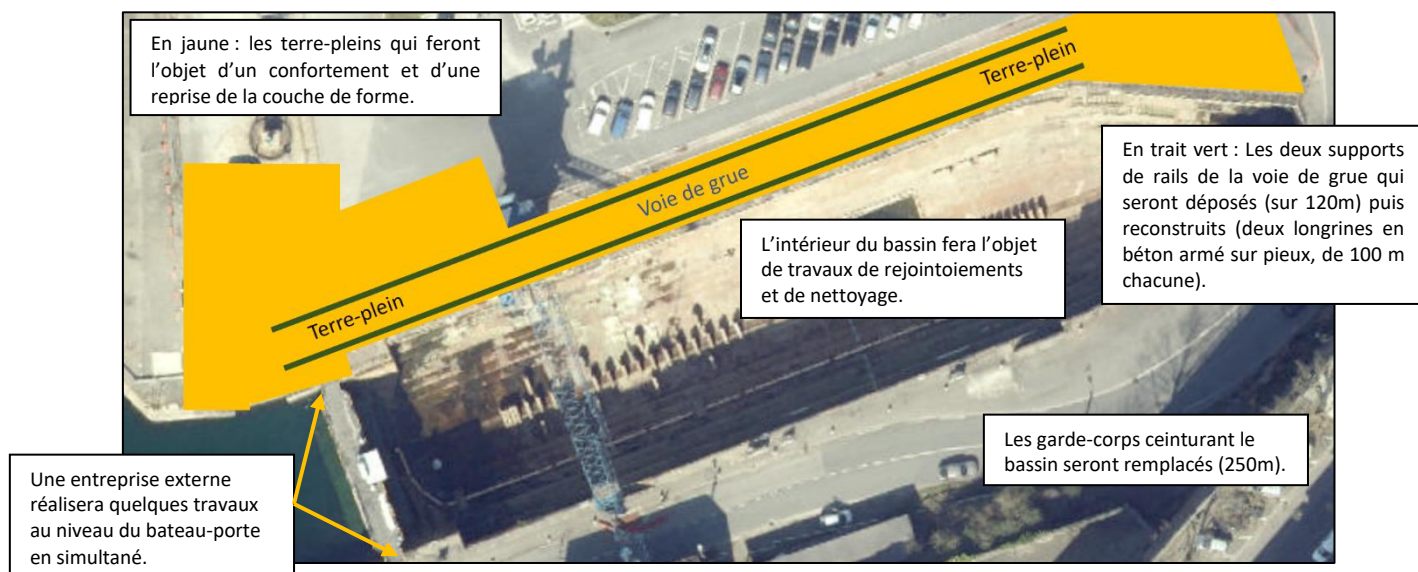 En jaune : les terre-pleins qui feront
l’objet d’un confortement et d’une
reprise de la couche de forme.
Terre-plein
En trait vert : Les deux supports
de rails de la voie de grue qui
seront déposés (sur 120m) puis
reconstruits (deux longrines en
béton armé sur pieux, de 100 m
chacune).
Voie de grue
L’intérieur du bassin fera l’objet
de travaux de rejointoiements
et de nettoyage.
Terre-plein
Les garde-corps ceinturant le
bassin seront remplacés (250m).
Une entreprise externe
réalisera quelques travaux
au niveau du bateau-porte
en simultané.